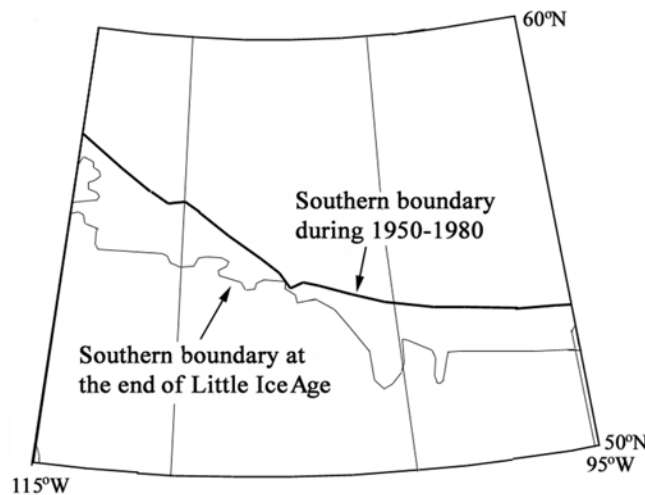 60ºN
Southern boundary
during 1950-1980
Southern boundary at
the end of Little Ice Age
50ºN
95ºW
115ºW